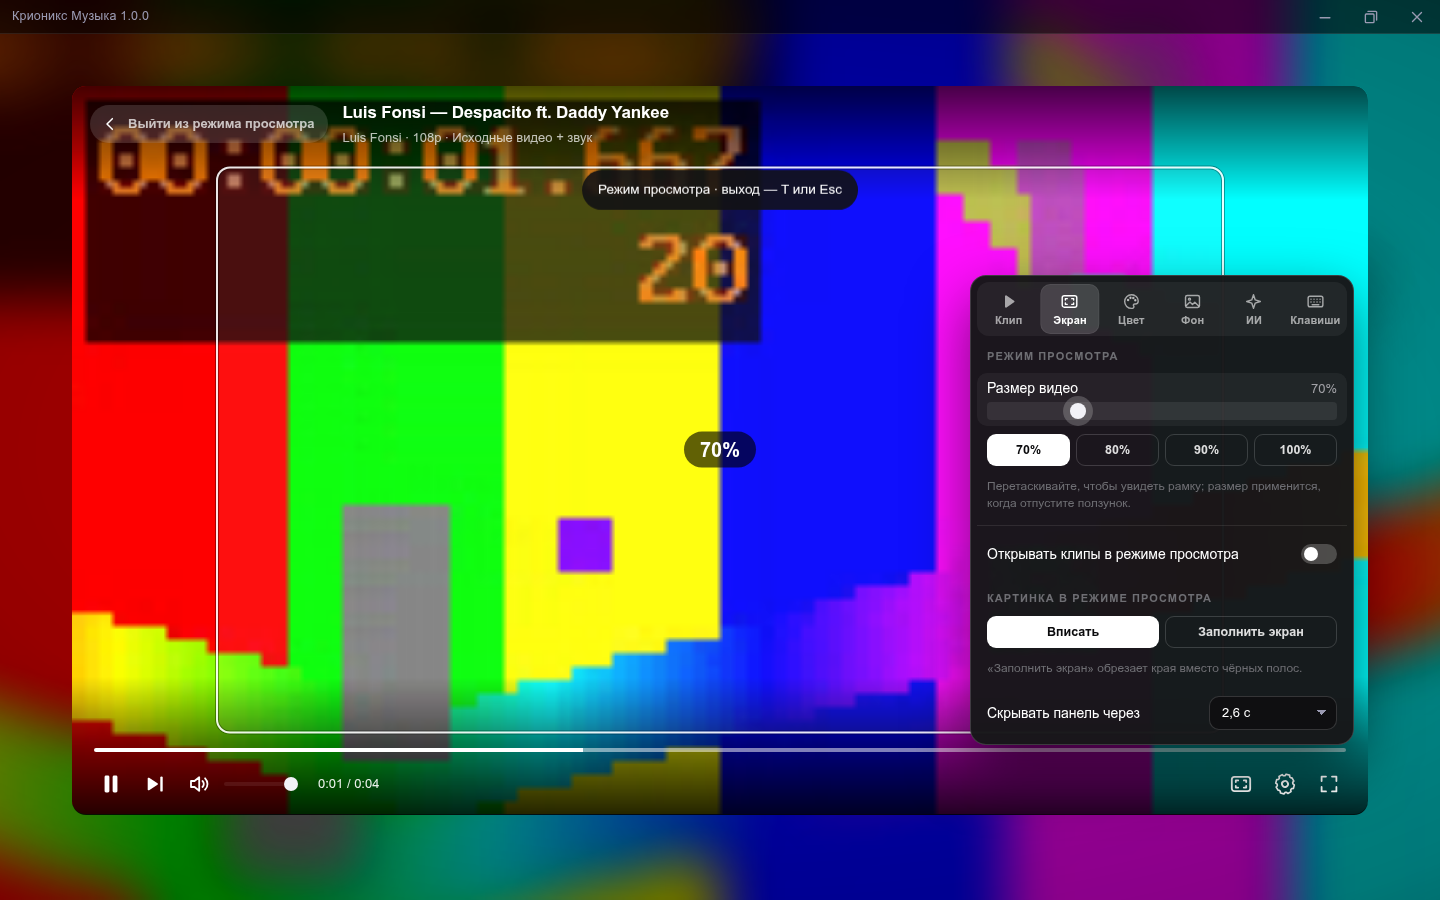 Крионикс Музыка 1.0.0
Выйти из режима просмотра
Luis Fonsi — Despacito ft. Daddy Yankee
Luis Fonsi · 108p · Исходные видео + звук
00:00:01.667
Режим просмотра · выход — T или Esc
20
Клип
Экран
Цвет
Фон
ИИ
Клавиши
РЕЖИМ ПРОСМОТРА
Размер видео 70%
70%
70% 80% 90% 100%
Перетаскивайте, чтобы увидеть рамку; размер применится,
когда отпустите ползунок.
Открывать клипы в режиме просмотра
КАРТИНКА В РЕЖИМЕ ПРОСМОТРА
Вписать Заполнить экран
«Заполнить экран» обрезает края вместо чёрных полос.
Скрывать панель через 2,6 с
0:01 / 0:04